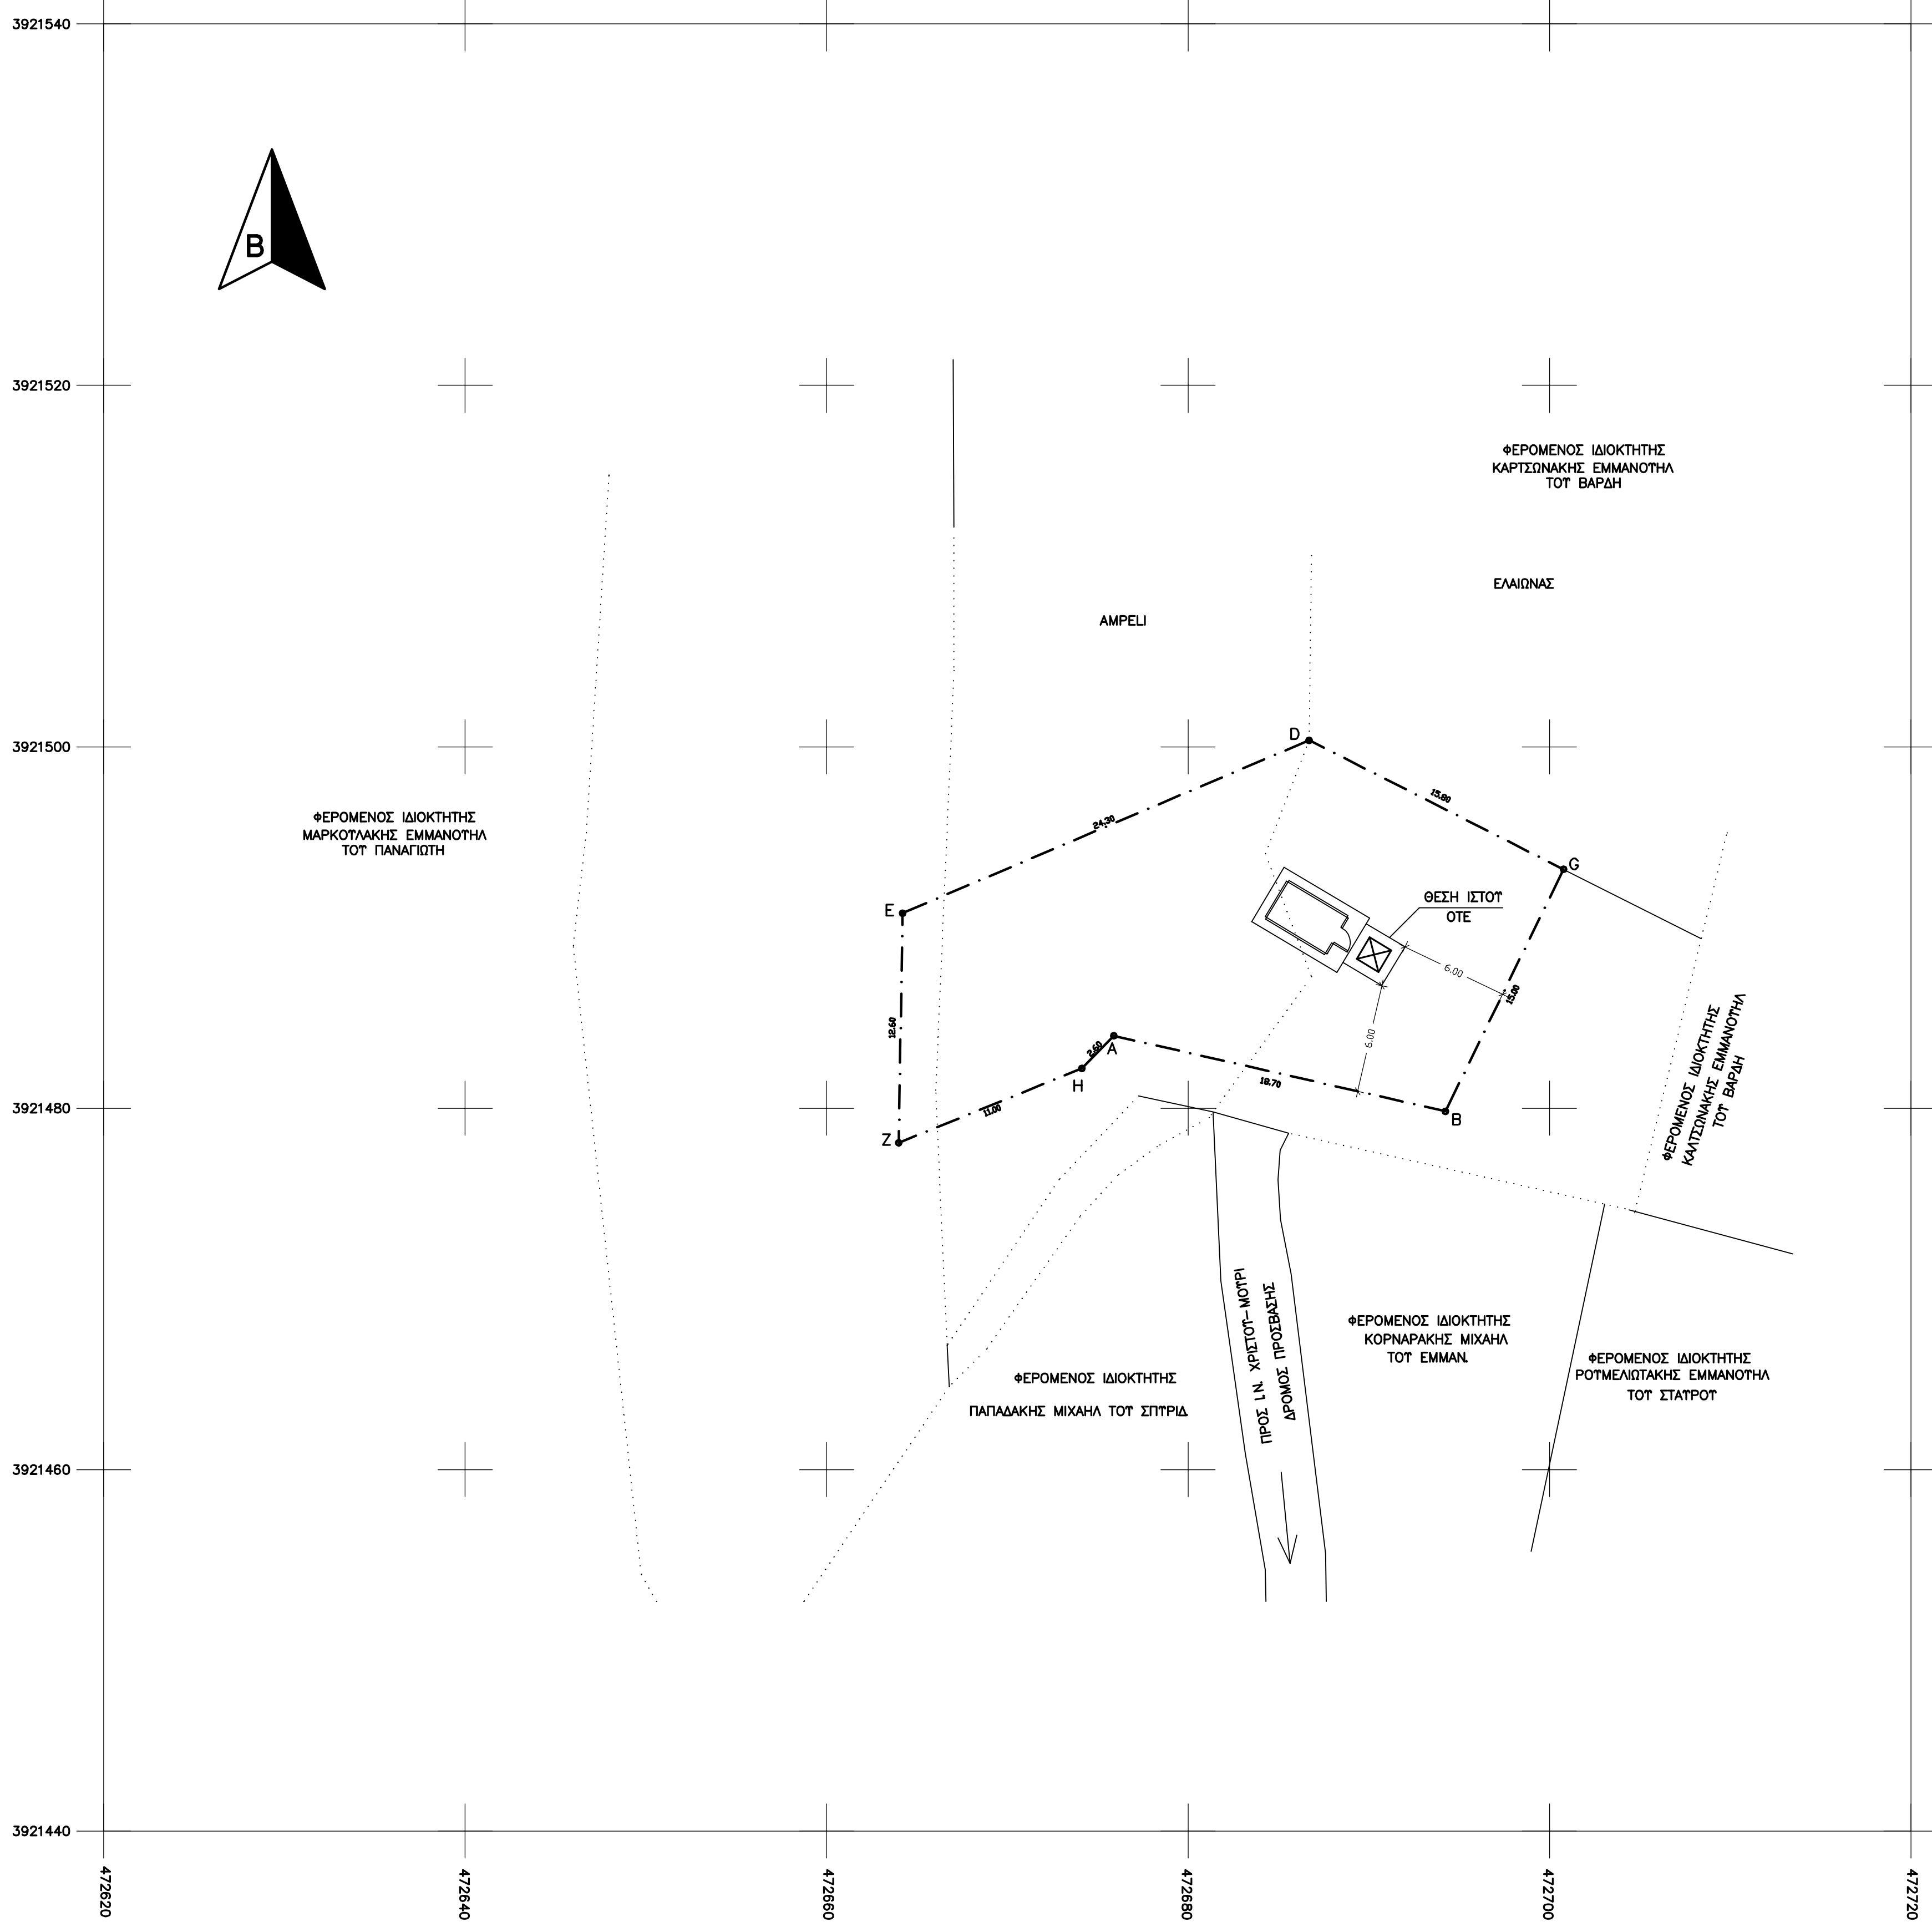 3921540
B
3921520
ΦΕΡΟΜΕΝΟΣ ΙΔΙΟΚΤΗΤΗΣ
ΚΑΡΤΣΩΝΑΚΗΣ ΕΜΜΑΝΟΥΗΛ
ΤΟΥ ΒΑΡΔΗ
ΕΛΑΙΩΝΑΣ
AMPELI
3921500
D
15.80
24.30
ΦΕΡΟΜΕΝΟΣ ΙΔΙΟΚΤΗΤΗΣ
ΜΑΡΚΟΥΛΑΚΗΣ ΕΜΜΑΝΟΥΗΛ
ΤΟΥ ΠΑΝΑΓΙΩΤΗ
G
ΘΕΣΗ ΙΣΤΟΥ
ΟΤΕ
E
6.00
15.00
12.60
6.00
2.60
A
H
18.70
11.00
B
Z
3921480
ΦΕΡΟΜΕΝΟΣ ΙΔΙΟΚΤΗΤΗΣ
ΚΑΛΤΣΩΝΑΚΗΣ ΕΜΜΑΝΟΥΗΛ
ΤΟΥ ΒΑΡΔΗ
ΠΡΟΣ Ι.Ν. ΧΡΙΣΤΟΥ-ΜΟΥΡΙ
ΔΡΟΜΟΣ ΠΡΟΣΒΑΣΗΣ
ΦΕΡΟΜΕΝΟΣ ΙΔΙΟΚΤΗΤΗΣ
ΚΟΡΝΑΡΑΚΗΣ ΜΙΧΑΗΛ
ΤΟΥ ΕΜΜΑΝ.
ΦΕΡΟΜΕΝΟΣ ΙΔΙΟΚΤΗΤΗΣ
ΡΟΥΜΕΛΙΩΤΑΚΗΣ ΕΜΜΑΝΟΥΗΛ
ΤΟΥ ΣΤΑΥΡΟΥ
ΦΕΡΟΜΕΝΟΣ ΙΔΙΟΚΤΗΤΗΣ
ΠΑΠΑΔΑΚΗΣ ΜΙΧΑΗΛ ΤΟΥ ΣΠΥΡΙΔ.
3921460
3921440
472620
472640
472660
472680
472700
472720